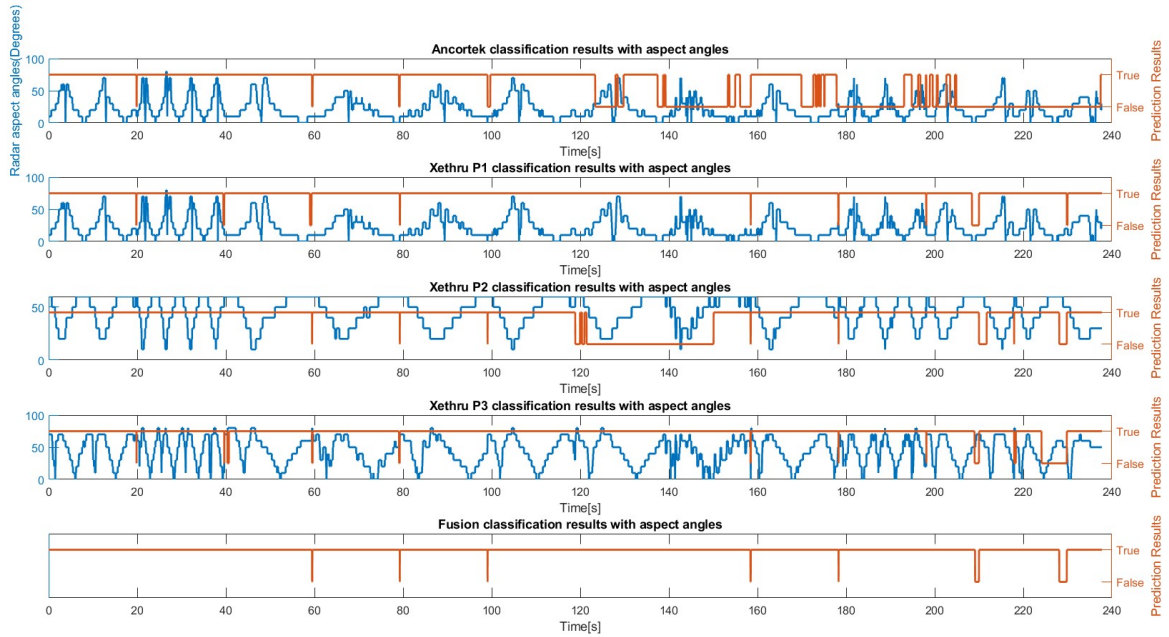 Ancortek classification results with aspect angles
Radar aspect angles(Degrees)
100
50
0
True
False
Prediction Results
0 20 40 60 80 100 120 140 160 180 200 220 240
Time[s]
Xethru P1 classification results with aspect angles
100
50
0
True
False
Prediction Results
0 20 40 60 80 100 120 140 160 180 200 220 240
Time[s]
Xethru P2 classification results with aspect angles
50
0
True
False
Prediction Results
0 20 40 60 80 100 120 140 160 180 200 220 240
Time[s]
Xethru P3 classification results with aspect angles
100
50
0
True
False
Prediction Results
0 20 40 60 80 100 120 140 160 180 200 220 240
Time[s]
Fusion classification results with aspect angles
True
False
Prediction Results
0 20 40 60 80 100 120 140 160 180 200 220 240
Time[s]